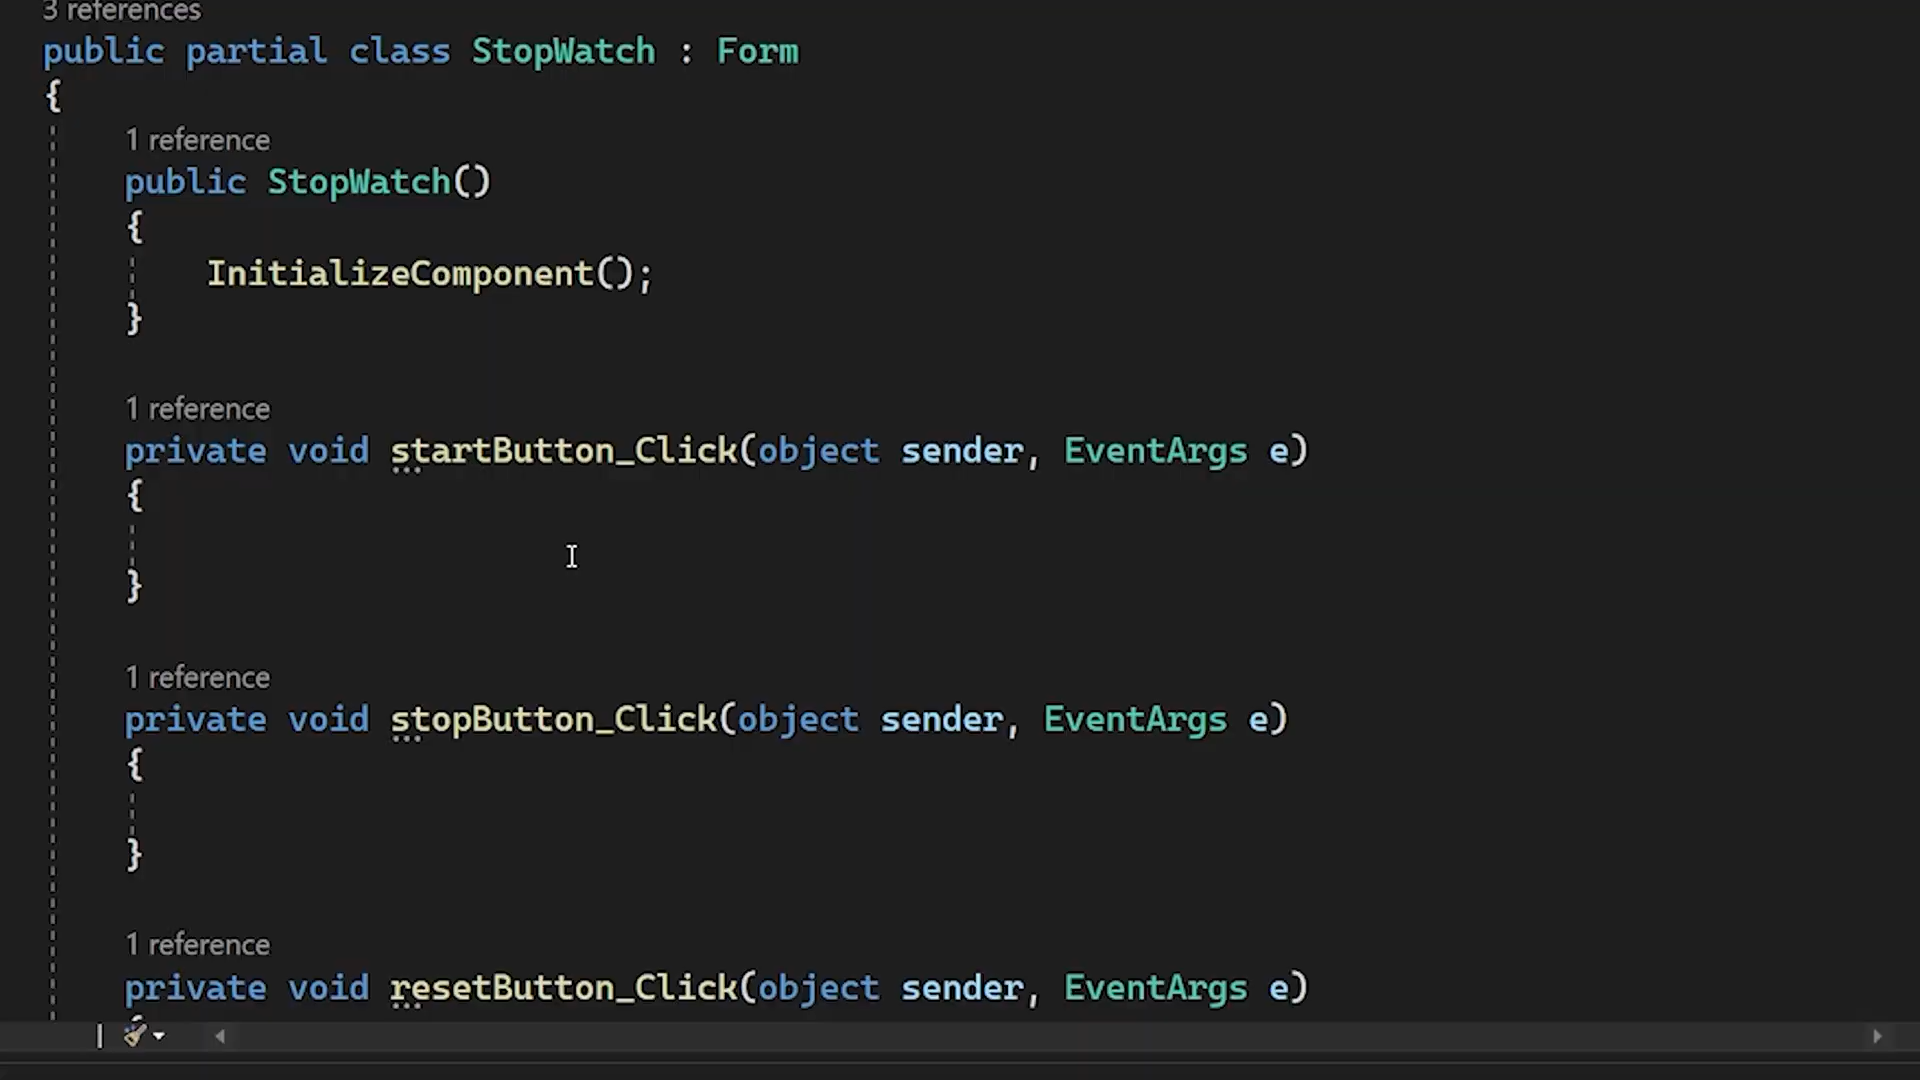 3 references
public partial class StopWatch : Form
{
1 reference
public StopWatch()
{
InitializeComponent();
}
1 reference
private void startButton_Click(object sender, EventArgs e)
{
}
1 reference
private void stopButton_Click(object sender, EventArgs e)
{
}
1 reference
private void resetButton_Click(object sender, EventArgs e)
{